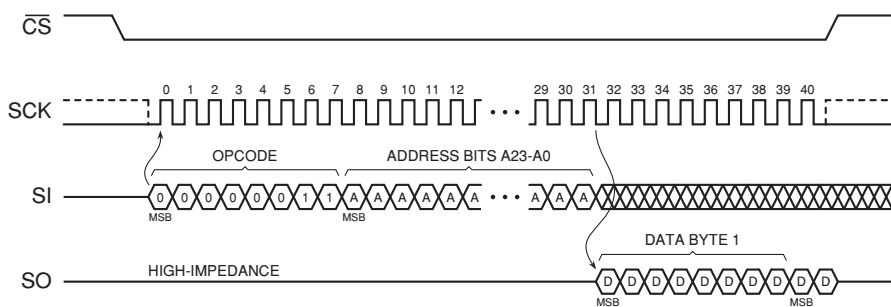 CS
0 1 2 3 4 5 6 7 8 9 10 11 12 29 30 31 32 33 34 35 36 37 38 39 40
SCK
• • •
OPCODE ADDRESS BITS A23-A0
SI 0 0 0 0 0 0 1 1 A A A A A A • • • A A A
MSB MSB
DATA BYTE 1
SO HIGH-IMPEDANCE D D D D D D D D D D
MSB MSB